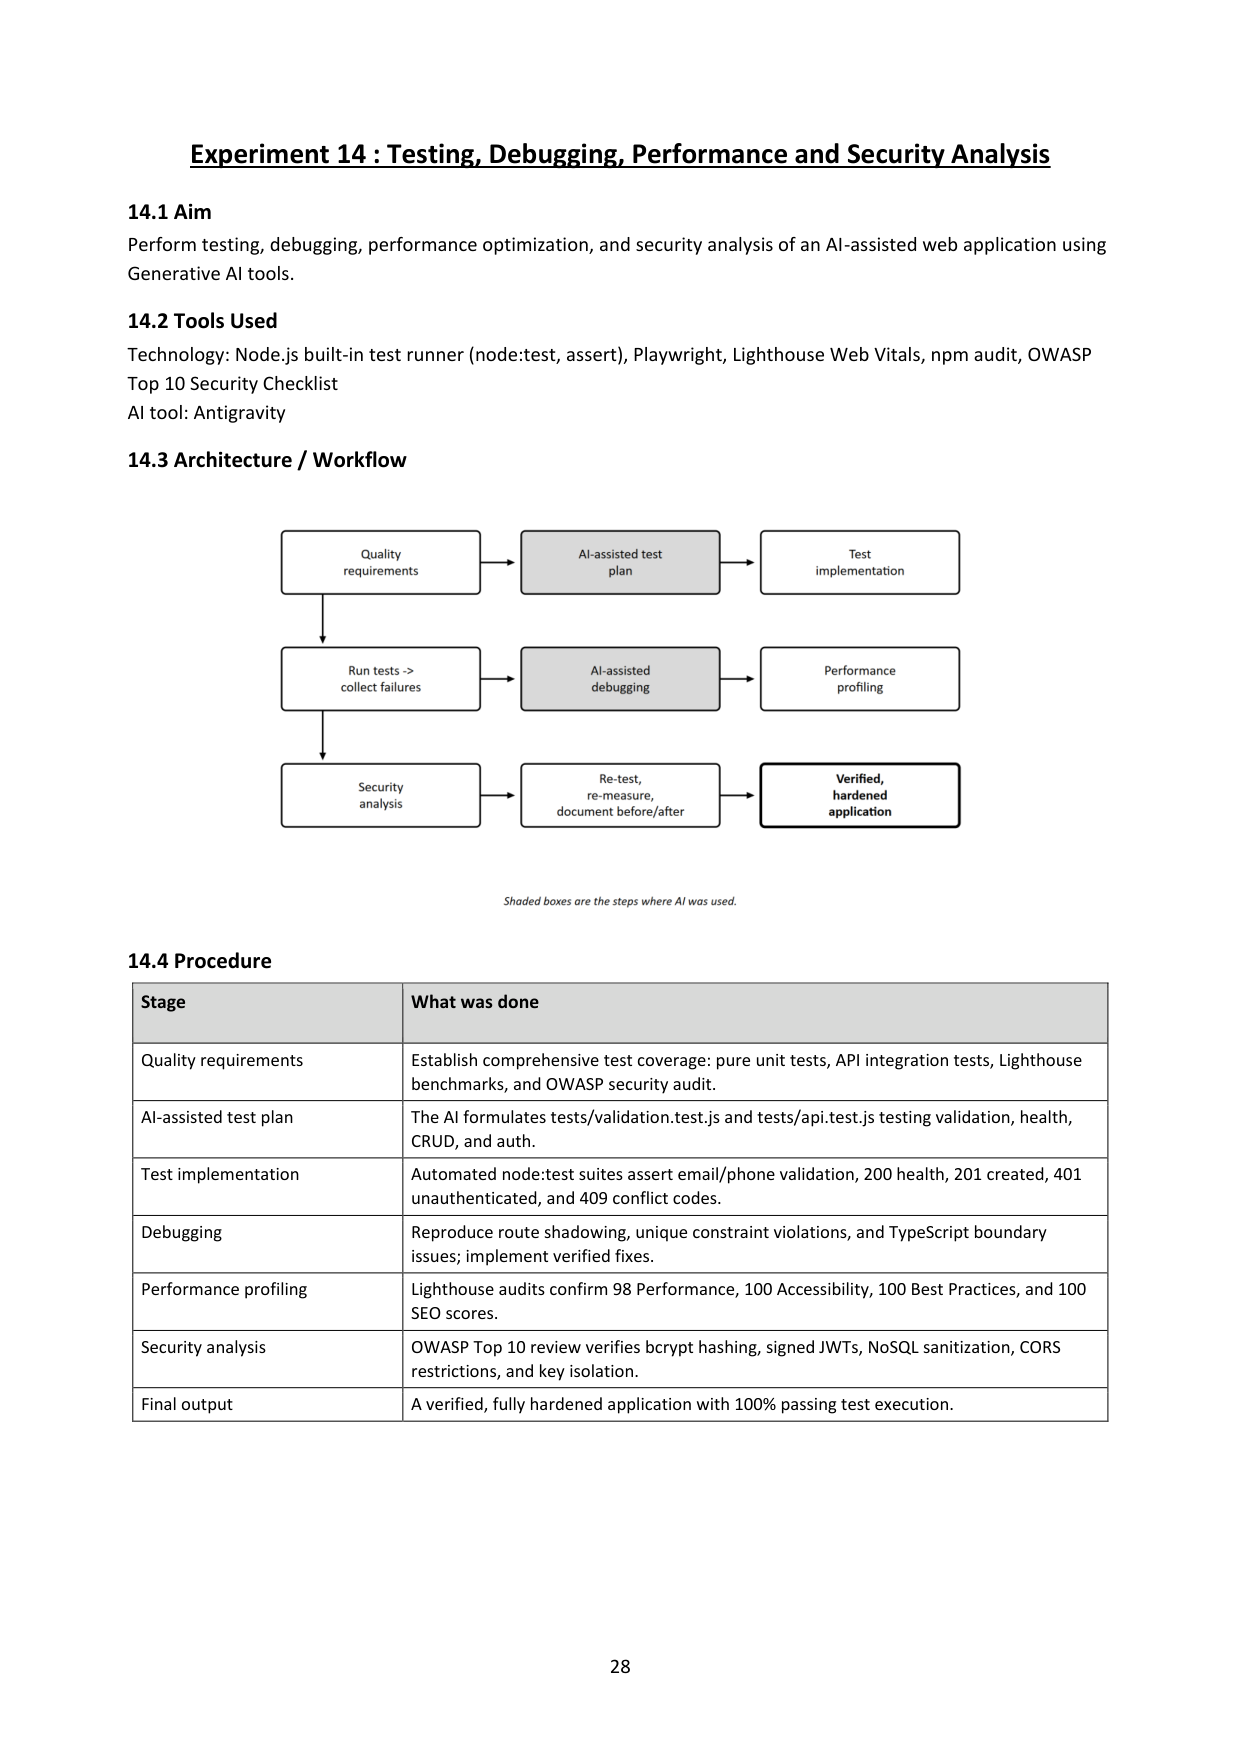 Experiment 14 : Testing, Debugging, Performance and Security Analysis
14.1 Aim
Perform testing, debugging, performance optimization, and security analysis of an AI-assisted web application using
Generative AI tools.
14.2 Tools Used
Technology: Node.js built-in test runner (node:test, assert), Playwright, Lighthouse Web Vitals, npm audit, OWASP
Top 10 Security Checklist
AI tool: Antigravity
14.3 Architecture / Workflow
Quality
requirements
AI-assisted test
plan
Test
implementation
Run tests ->
collect failures
AI-assisted
debugging
Performance
profiling
Security
analysis
Re-test,
re-measure,
document before/after
Verified,
hardened
application
Shaded boxes are the steps where AI was used.
14.4 Procedure
Stage
What was done
Quality requirements
Establish comprehensive test coverage: pure unit tests, API integration tests, Lighthouse
benchmarks, and OWASP security audit.
AI-assisted test plan
The AI formulates tests/validation.test.js and tests/api.test.js testing validation, health,
CRUD, and auth.
Test implementation
Automated node:test suites assert email/phone validation, 200 health, 201 created, 401
unauthenticated, and 409 conflict codes.
Debugging
Reproduce route shadowing, unique constraint violations, and TypeScript boundary
issues; implement verified fixes.
Performance profiling
Lighthouse audits confirm 98 Performance, 100 Accessibility, 100 Best Practices, and 100
SEO scores.
Security analysis
OWASP Top 10 review verifies bcrypt hashing, signed JWTs, NoSQL sanitization, CORS
restrictions, and key isolation.
Final output
A verified, fully hardened application with 100% passing test execution.
28